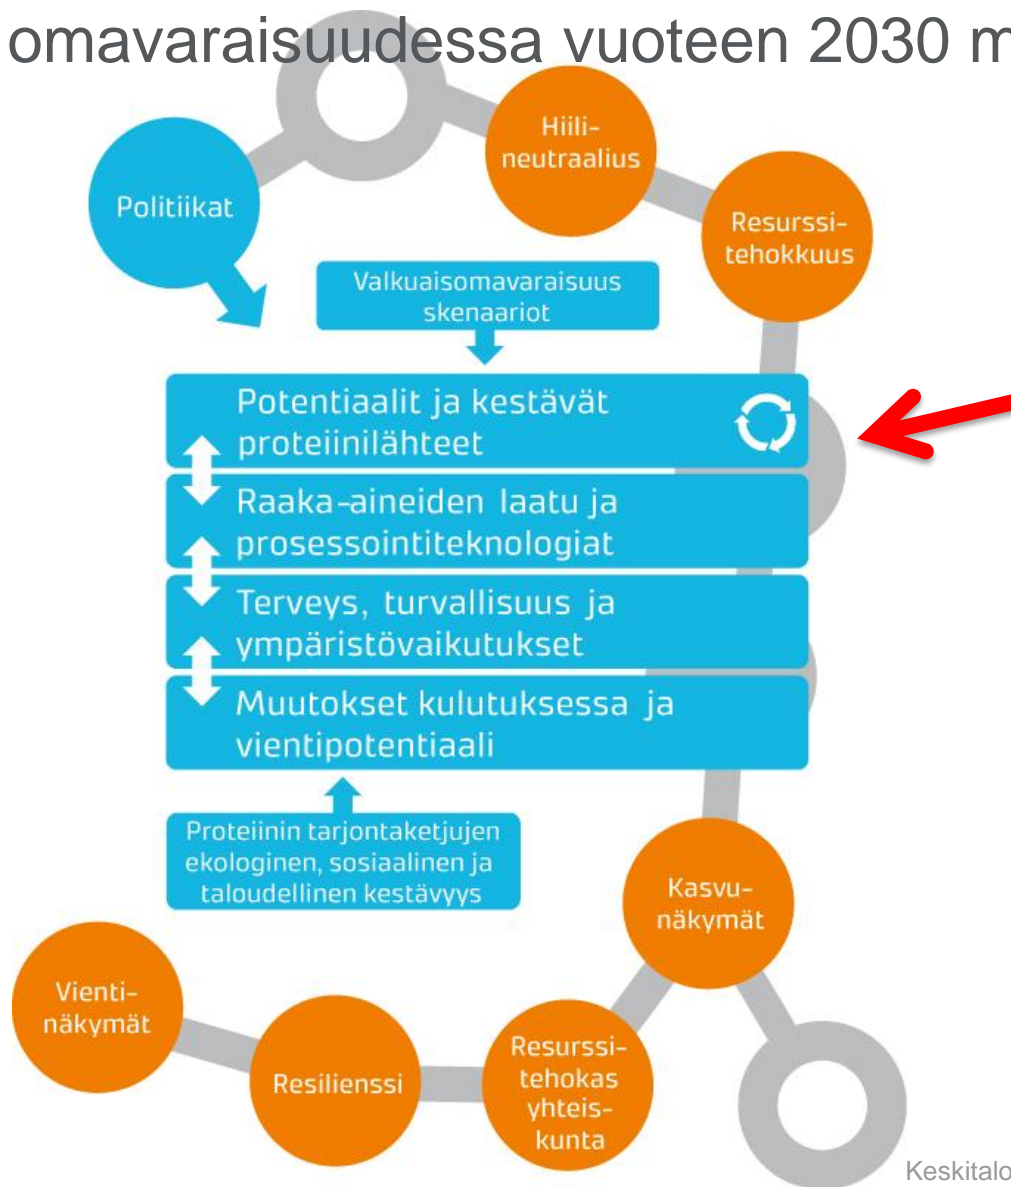 omavaraisuudessa vuoteen 2030 m
Hiili-
neutraalius
Politiikat
Resurssi-
tehokkuus
Valkuaisomavaraisuus
skenaariot
Potentiaalit ja kestävät
proteiinilähteet
Raaka-aineiden laatu ja
prosessointiteknologiat
Terveys, turvallisuus ja
ympäristövaikutukset
Muutokset kulutuksessa ja
vientipotentiaali
Proteiinin tarjontaketjujen
ekologinen, sosiaalinen ja
taloudellinen kestävyys
Kasvu-
näkymät
Vienti-
näkymät
Resilienssi
Resurssi-
tehokas
yhteis-
kunta
Keskitalo